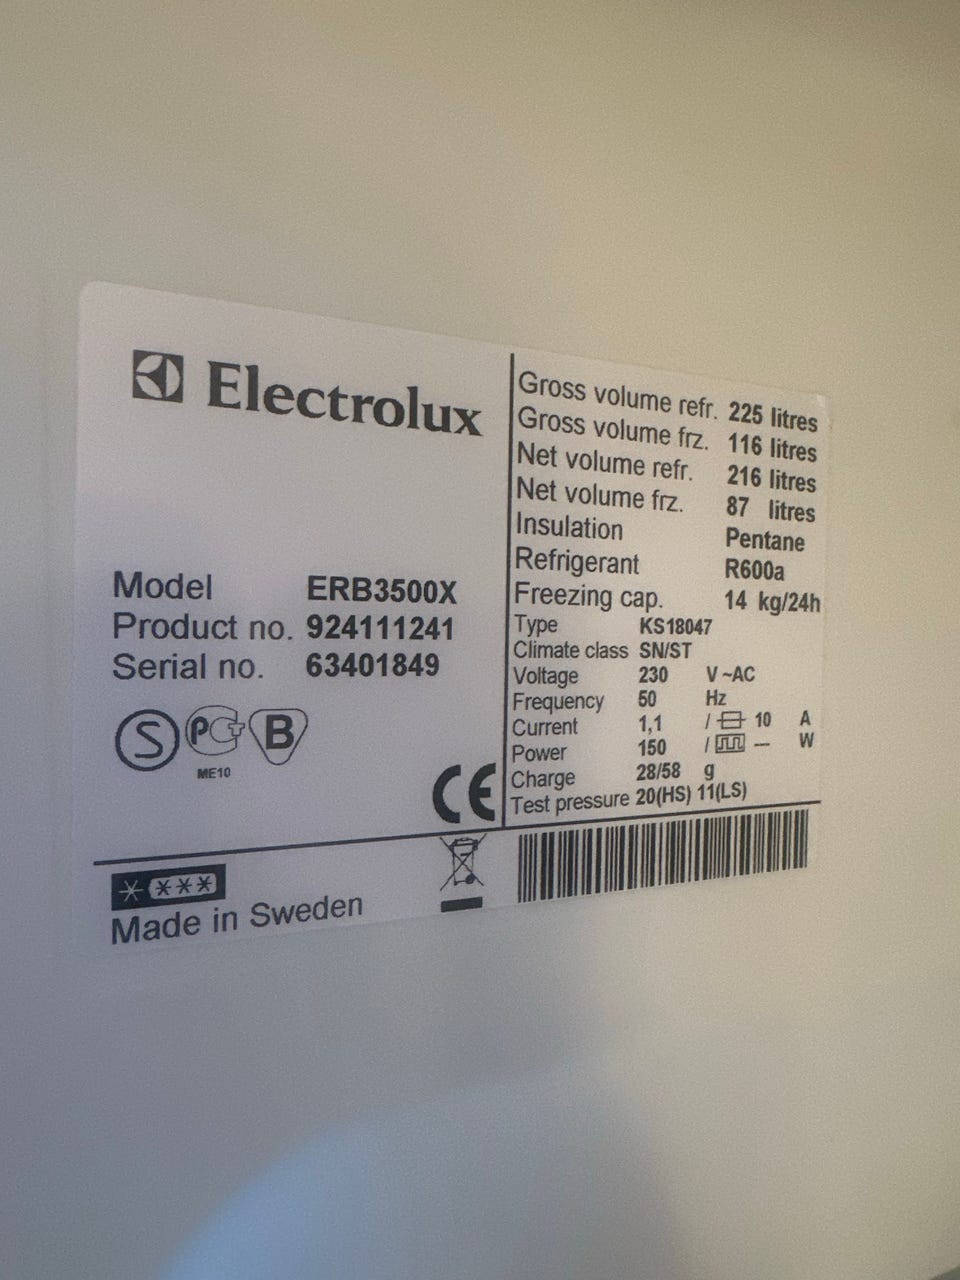 Electrolux
Model ERB3500X
Product no. 924111241
Serial no. 63401849
S PCT B
ME10
CE
Made in Sweden
Gross volume refr. 225 litres
Gross volume frz. 116 litres
Net volume refr. 216 litres
Net volume frz. 87 litres
Insulation Pentane
Refrigerant R600a
Freezing cap. 14 kg/24h
Type KS18047
Climate class SN/ST
Voltage 230 V ~AC
Frequency 50 Hz
Current 1,1 / 10 A
Power 150 / — W
Charge 28/58 g
Test pressure 20(HS) 11(LS)